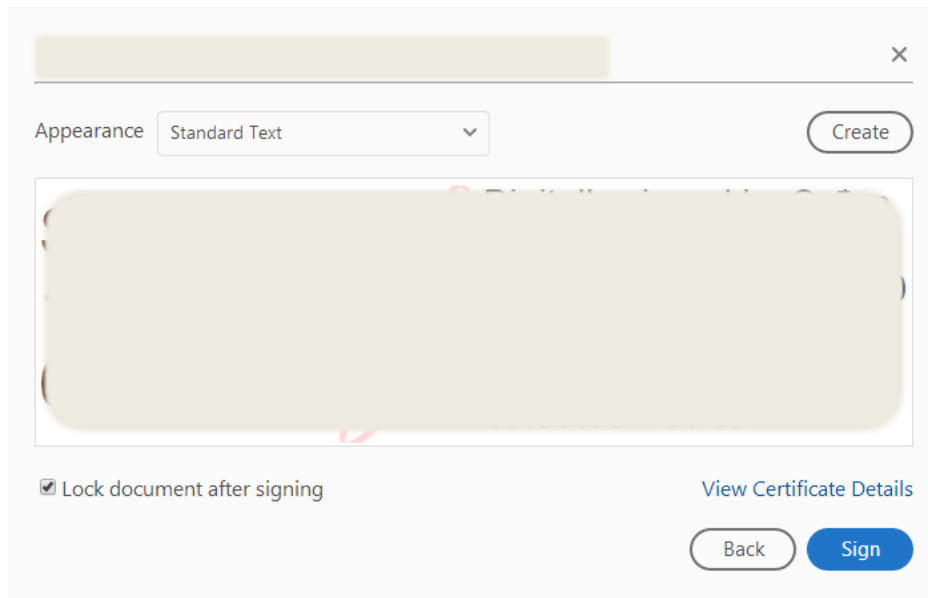 Appearance Standard Text Create
Lock document after signing View Certificate Details
Back Sign